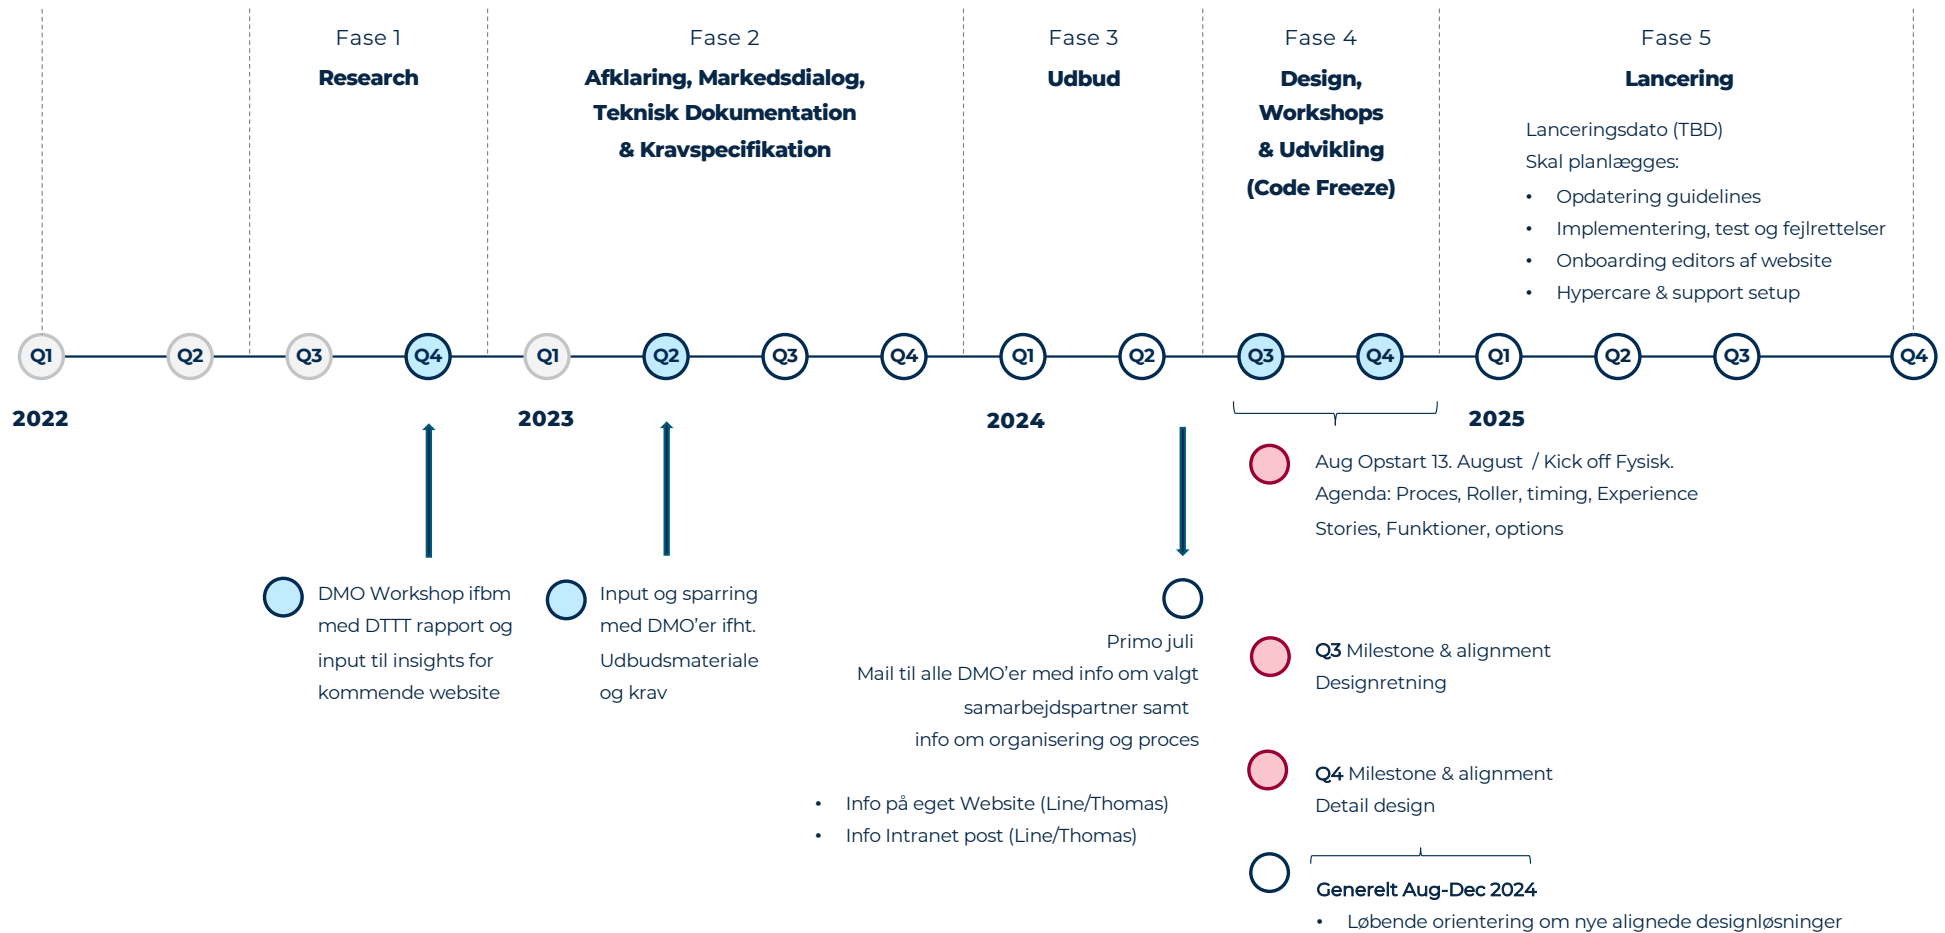 Fase 1
Research
Fase 2
Afklaring, Markedsdialog,
Teknisk Dokumentation
& Kravspecifikation
Fase 3
Udbud
Fase 4
Design,
Workshops
& Udvikling
(Code Freeze)
Fase 5
Lancering
Lanceringsdato (TBD)
Skal planlægges:
• Opdatering guidelines
• Implementering, test og fejlrettelser
• Onboarding editors af website
• Hypercare & support setup
Q1 Q2 Q3 Q4 Q1 Q2 Q3 Q4 Q1 Q2 Q3 Q4 Q1 Q2 Q3 Q4
2022 2023 2024 2025
DMO Workshop ifbm
med DTTT rapport og
input til insights for
kommende website
Input og sparring
med DMO’er ifht.
Udbudsmateriale
og krav
Primo juli
Mail til alle DMO’er med info om valgt
samarbejdspartner samt
info om organisering og proces
• Info på eget Website (Line/Thomas)
• Info Intranet post (Line/Thomas)
Aug Opstart 13. August / Kick off Fysisk.
Agenda: Proces, Roller, timing, Experience
Stories, Funktioner, options
Q3 Milestone & alignment
Designretning
Q4 Milestone & alignment
Detail design
Generelt Aug-Dec 2024
• Løbende orientering om nye alignede designløsninger